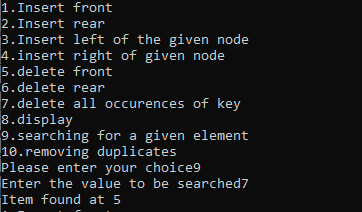 1.Insert front
2.Insert rear
3.Insert left of the given node
4.insert right of given node
5.delete front
6.delete rear
7.delete all occurences of key
8.display
9.searching for a given element
10.removing duplicates
Please enter your choice9
Enter the value to be searched7
Item found at 5